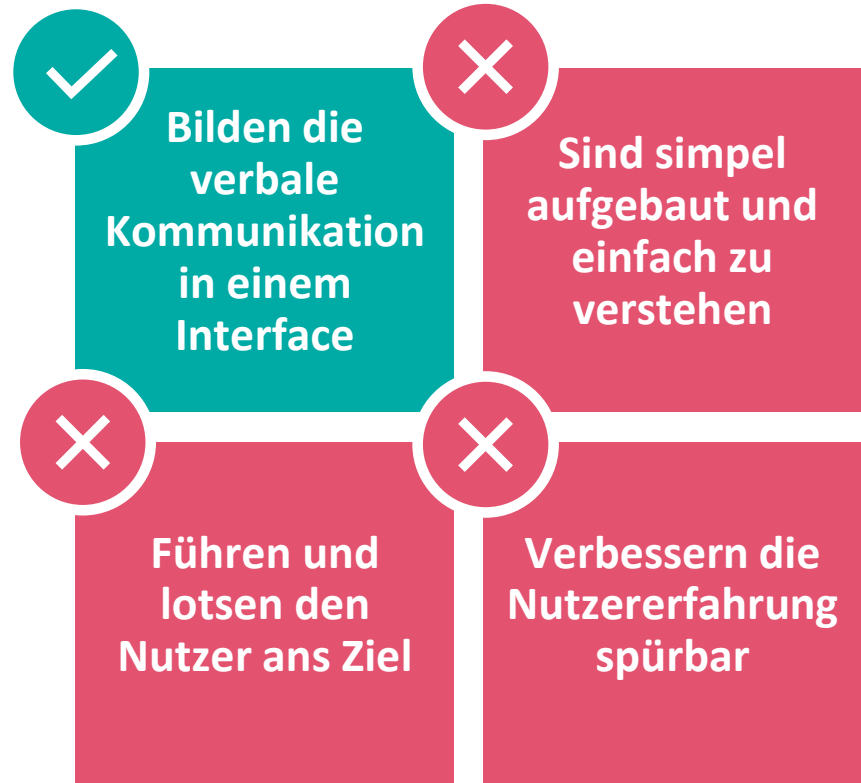 Bilden die
verbale
Kommunikation
in einem
Interface
Sind simpel
aufgebaut und
einfach zu
verstehen
Führen und
lotsen den
Nutzer ans Ziel
Verbessern die
Nutzererfahrung
spürbar